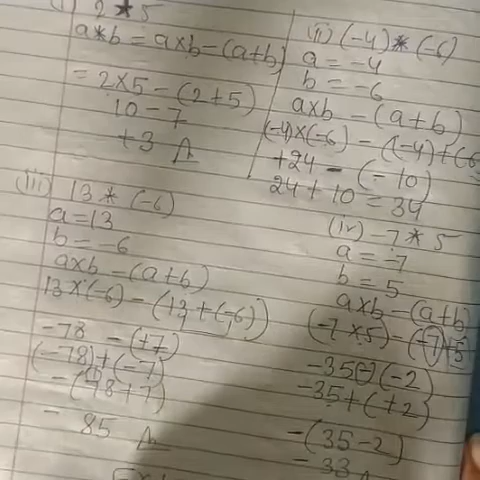 (i) 2 * 5
a*b = a×b-(a+b)
= 2×5 - (2+5)
10-7
+3
(ii) (-4) * (-6)
a = -4
b = -6
a×b - (a+b)
(-4)×(-6) - (-4)+(-6
+24 - (-10)
24+10 = 34
(iii) 13 * (-6)
a=13
b = -6
a×b - (a+b)
13×(-6) - (13+(-6))
-78 - (+7)
(-78)+(-7)
-(78+7)
- 85
(iv) -7 * 5
a = -7
b = 5
a×b - (a+b)
(-7×5) - (-7)+5
-35 - (-2)
-35+(+2)
-(35-2)
- 33